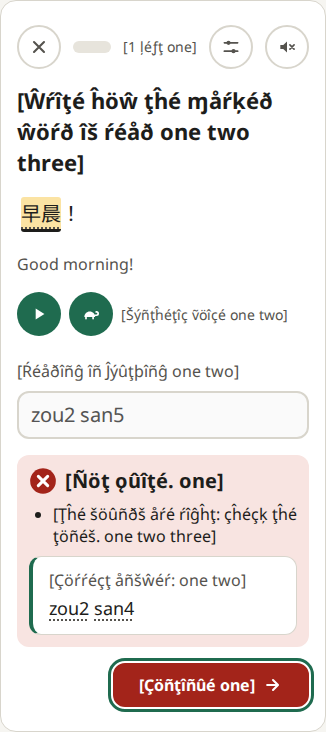 [1 ļéƒţ one]
[Ŵŕîţé ĥöŵ ţĥé ɱåŕķéð
ŵöŕð îš ŕéåð one two
three]
早晨！
Good morning!
[Šýñţĥéţîç ṽöîçé one two]
[Ŕéåðîñĝ îñ Ĵýûţþîñĝ one two]
zou2 san5
[Ñöţ ǫûîţé. one]
• [Ţĥé šöûñðš åŕé ŕîĝĥţ: çĥéçķ ţĥé
ţöñéš. one two three]
[Çöŕŕéçţ åñšŵéŕ: one two]
zou2 san4
[Çöñţîñûé one] →